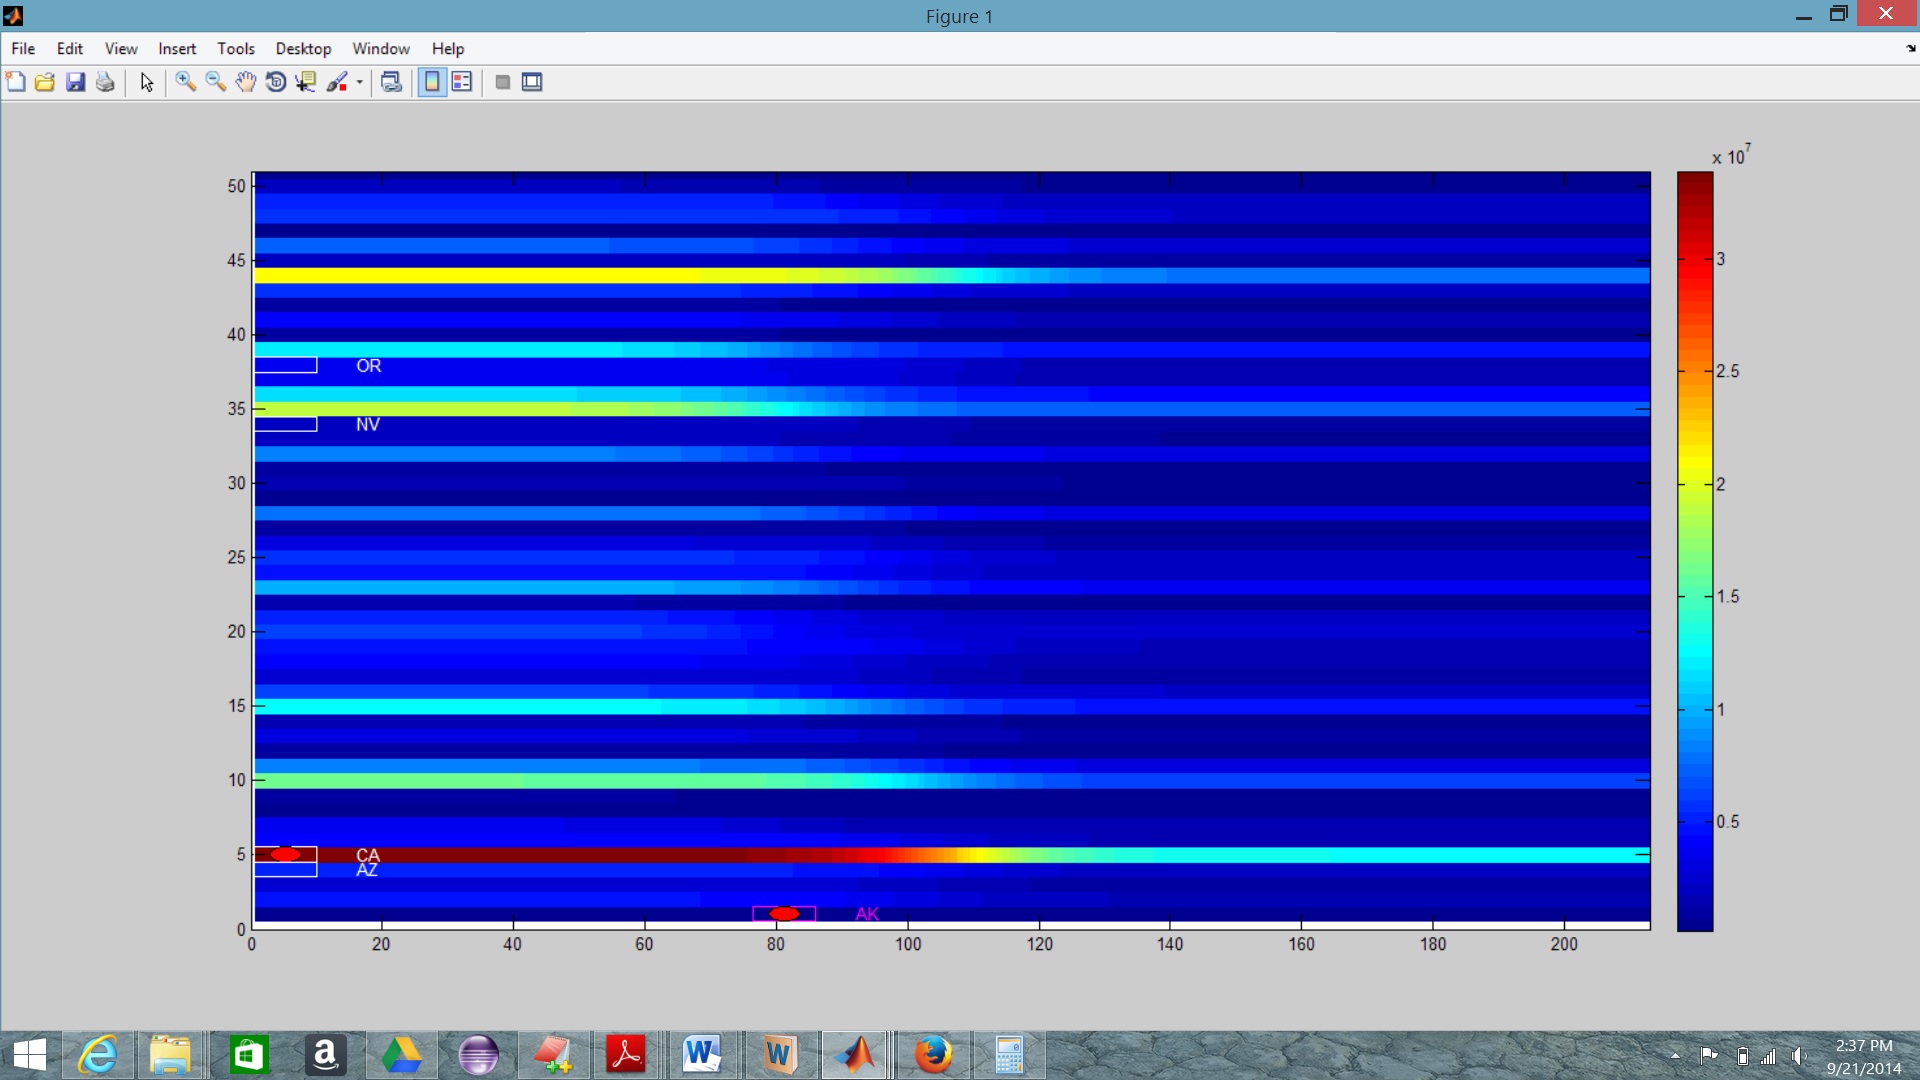 Figure 1
File Edit View Insert Tools Desktop Window Help
x 10^7
50
45
40
35
30
25
20
15
10
5
0
OR
NV
CA
AZ
AK
0 20 40 60 80 100 120 140 160 180 200
3
2.5
2
1.5
1
0.5
a
W
W
2:37 PM
9/21/2014